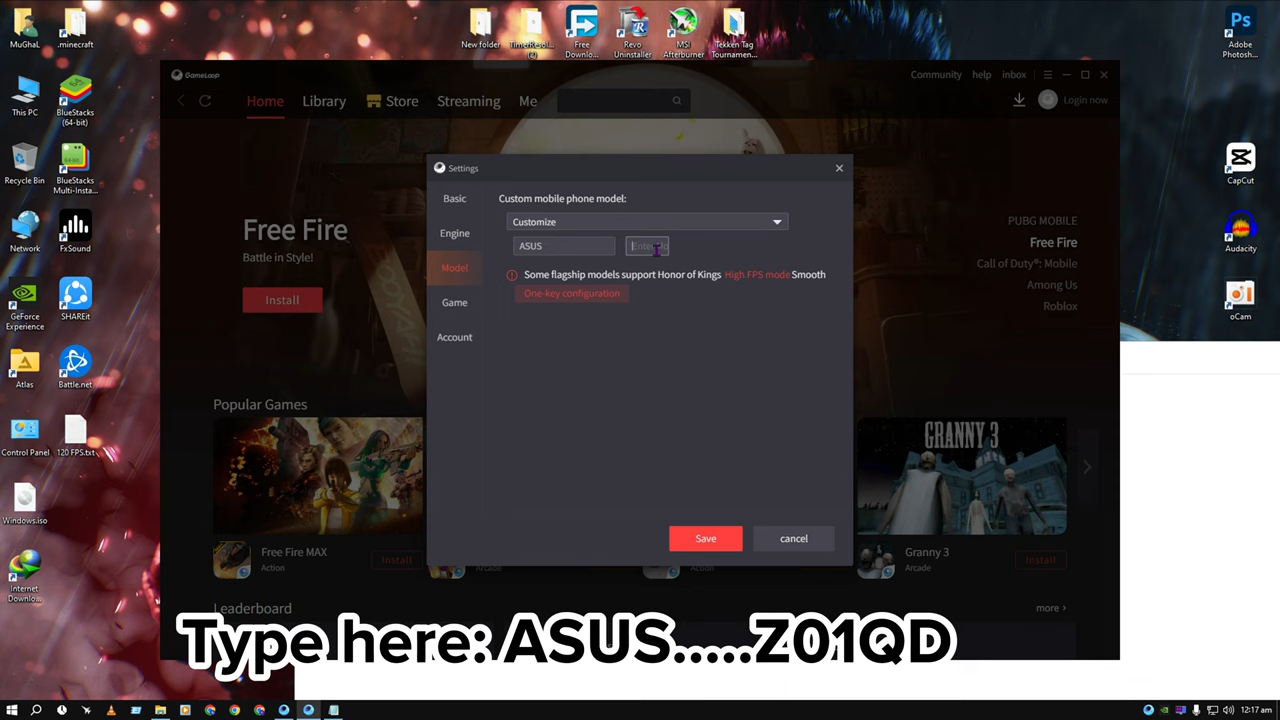 MuGhaL
.minecraft
New folder
TimerResol...
(2)
Free
Downlo...
Revo
Uninstaller
MSI
Afterburner
Tekken Tag
Tournamen...
Ps
Adobe
Photosh...
This PC
BlueStacks
(64-bit)
Recycle Bin
BlueStacks
Multi-Insta...
Network
FxSound
GeForce
Experience
SHAREit
Atlas
Battle.net
Control Panel
120 FPS.txt
Windows.iso
Internet
Downlo...
CapCut
Audacity
oCam
GameLoop
Community
help
inbox
Home
Library
Store
Streaming
Me
Login now
Free Fire
Battle in Style!
Install
PUBG MOBILE
Free Fire
Call of Duty®: Mobile
Among Us
Roblox
Settings
Basic
Engine
Model
Game
Account
Custom mobile phone model:
Customize
ASUS
Some flagship models support Honor of Kings High FPS mode Smooth
One-key configuration
Save
cancel
Popular Games
GRANNY 3
Free Fire MAX
Action
Install
Arcade
Action
Granny 3
Arcade
Install
Leaderboard
more >
Type here: ASUS.....Z01QD
12:17 am